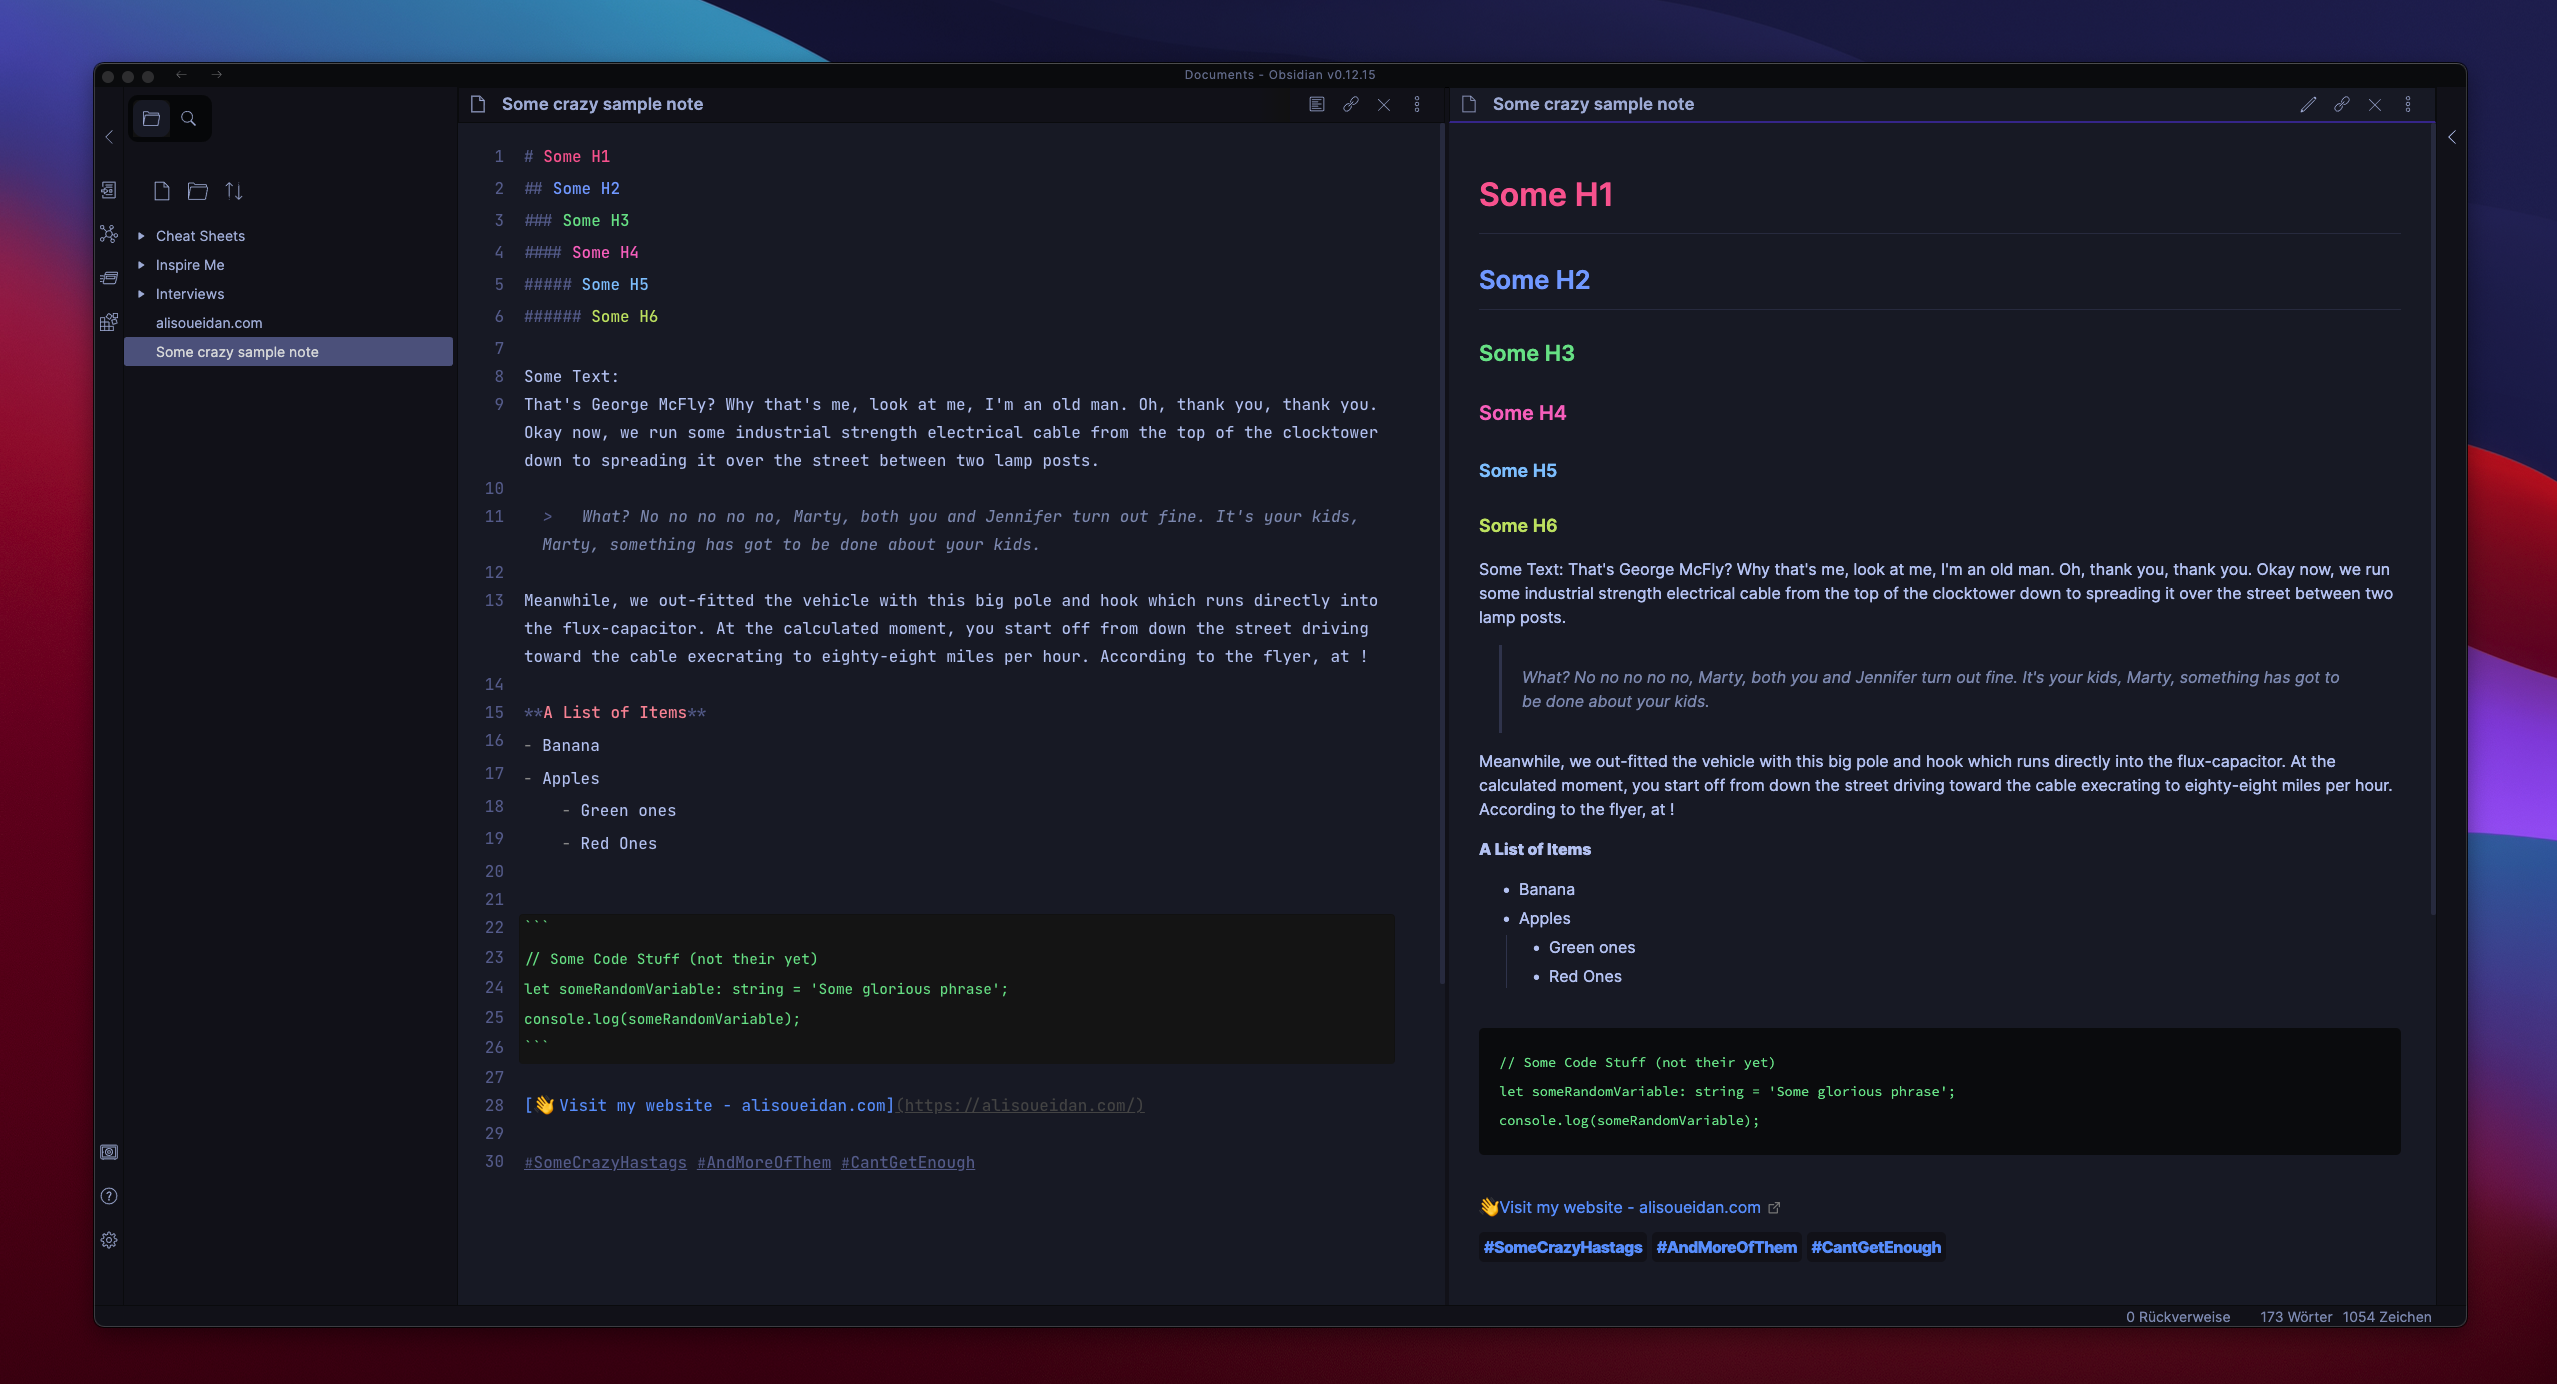 Documents - Obsidian v0.12.15
Cheat Sheets
Inspire Me
Interviews
alisoueidan.com
Some crazy sample note
Some crazy sample note
1 # Some H1
2 ## Some H2
3 ### Some H3
4 #### Some H4
5 ##### Some H5
6 ###### Some H6
7
8 Some Text:
9 That's George McFly? Why that's me, look at me, I'm an old man. Oh, thank you, thank you.
Okay now, we run some industrial strength electrical cable from the top of the clocktower
down to spreading it over the street between two lamp posts.
10
11 > What? No no no no no, Marty, both you and Jennifer turn out fine. It's your kids,
Marty, something has got to be done about your kids.
12
13 Meanwhile, we out-fitted the vehicle with this big pole and hook which runs directly into
the flux-capacitor. At the calculated moment, you start off from down the street driving
toward the cable execrating to eighty-eight miles per hour. According to the flyer, at !
14
15 **A List of Items**
16 - Banana
17 - Apples
18 - Green ones
19 - Red Ones
20
21
22 ```
23 // Some Code Stuff (not their yet)
24 let someRandomVariable: string = 'Some glorious phrase';
25 console.log(someRandomVariable);
26 ```
27
28 [👋Visit my website - alisoueidan.com](https://alisoueidan.com/)
29
30 #SomeCrazyHastags #AndMoreOfThem #CantGetEnough
Some crazy sample note
Some H1
Some H2
Some H3
Some H4
Some H5
Some H6
Some Text: That's George McFly? Why that's me, look at me, I'm an old man. Oh, thank you, thank you. Okay now, we run
some industrial strength electrical cable from the top of the clocktower down to spreading it over the street between two
lamp posts.
What? No no no no no, Marty, both you and Jennifer turn out fine. It's your kids, Marty, something has got to
be done about your kids.
Meanwhile, we out-fitted the vehicle with this big pole and hook which runs directly into the flux-capacitor. At the
calculated moment, you start off from down the street driving toward the cable execrating to eighty-eight miles per hour.
According to the flyer, at !
A List of Items
• Banana
• Apples
• Green ones
• Red Ones
// Some Code Stuff (not their yet)
let someRandomVariable: string = 'Some glorious phrase';
console.log(someRandomVariable);
👋Visit my website - alisoueidan.com
#SomeCrazyHastags #AndMoreOfThem #CantGetEnough
0 Rückverweise 173 Wörter 1054 Zeichen